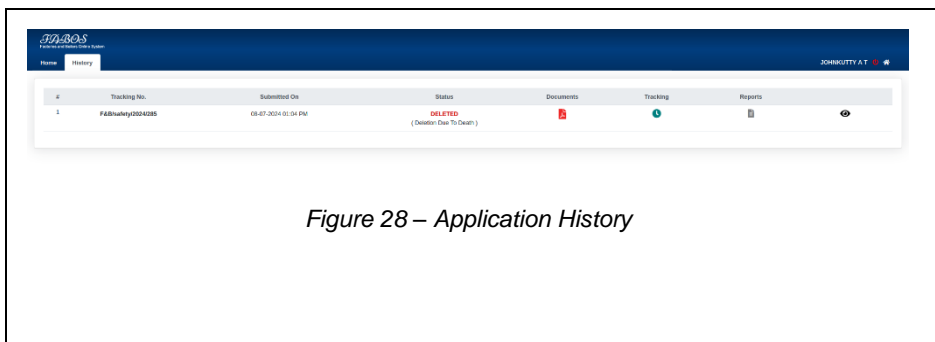 FABOS
Factories and Boilers Online System
Home History JOHNKUTTY A T
# Tracking No. Submitted On Status Documents Tracking Reports
1 F&B/safety/2024/285 08-07-2024 01:04 PM DELETED
( Deletion Due To Death )
Figure 28 – Application History